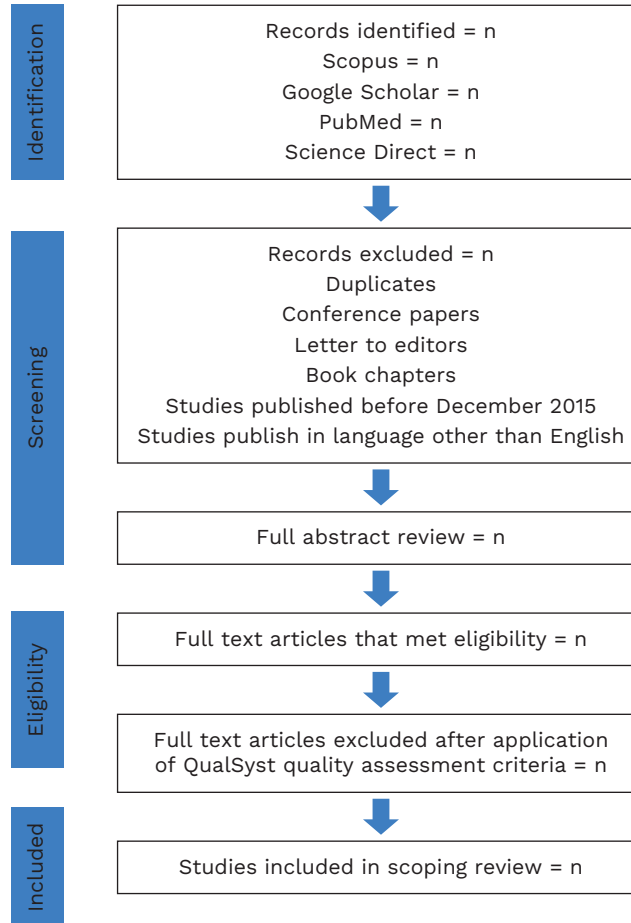 Identification
Records identified = n
Scopus = n
Google Scholar = n
PubMed = n
Science Direct = n
Screening
Records excluded = n
Duplicates
Conference papers
Letter to editors
Book chapters
Studies published before December 2015
Studies publish in language other than English
Full abstract review = n
Eligibility
Full text articles that met eligibility = n
Full text articles excluded after application
of QualSyst quality assessment criteria = n
Included
Studies included in scoping review = n